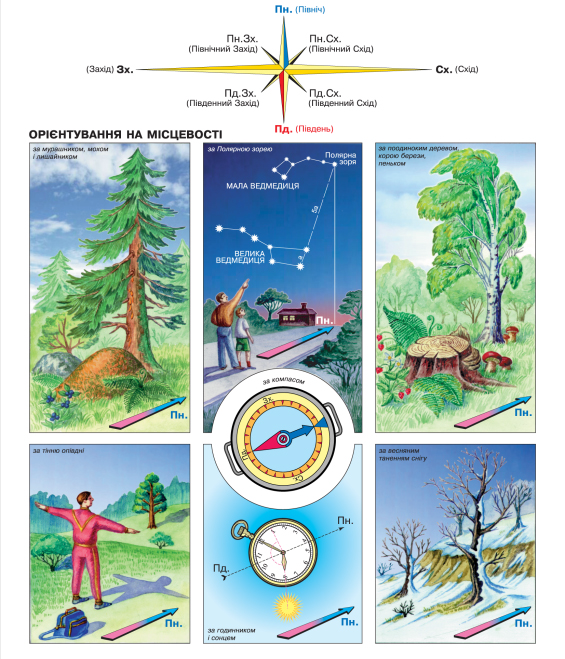 Пн. (Північ)
Пн.Зх.
(Північний Захід)
Пн.Сх.
(Північний Схід)
(Захід) Зх.
Сх. (Схід)
Пд.Зх.
(Південний Захід)
Пд.Сх.
(Південний Схід)
Пд. (Південь)
ОРІЄНТУВАННЯ НА МІСЦЕВОСТІ
за мурашником, мохом
і лишайником
Пн.
за Полярною зорею
Полярна
зоря
МАЛА ВЕДМЕДИЦЯ
5а
ВЕЛИКА
ВЕДМЕДИЦЯ
а
Пн.
за поодиноким деревом,
корою берези,
пеньком
Пн.
за компасом
Зх.
Пд.
Сх.
за тінню опівдні
Пн.
Пн.
Пд.
за годинником
і сонцем
Пн.
за весняним
таненням снігу
Пн.